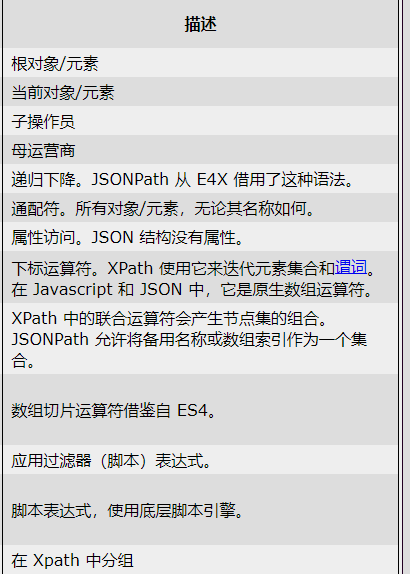 描述
根对象/元素
当前对象/元素
子操作员
母运营商
递归下降。JSONPath 从 E4X 借用了这种语法。
通配符。所有对象/元素，无论其名称如何。
属性访问。JSON 结构没有属性。
下标运算符。XPath 使用它来迭代元素集合和谓词。
在 Javascript 和 JSON 中，它是原生数组运算符。
XPath 中的联合运算符会产生节点集的组合。
JSONPath 允许将备用名称或数组索引作为一个集
合。
数组切片运算符借鉴自 ES4。
应用过滤器（脚本）表达式。
脚本表达式，使用底层脚本引擎。
在 Xpath 中分组